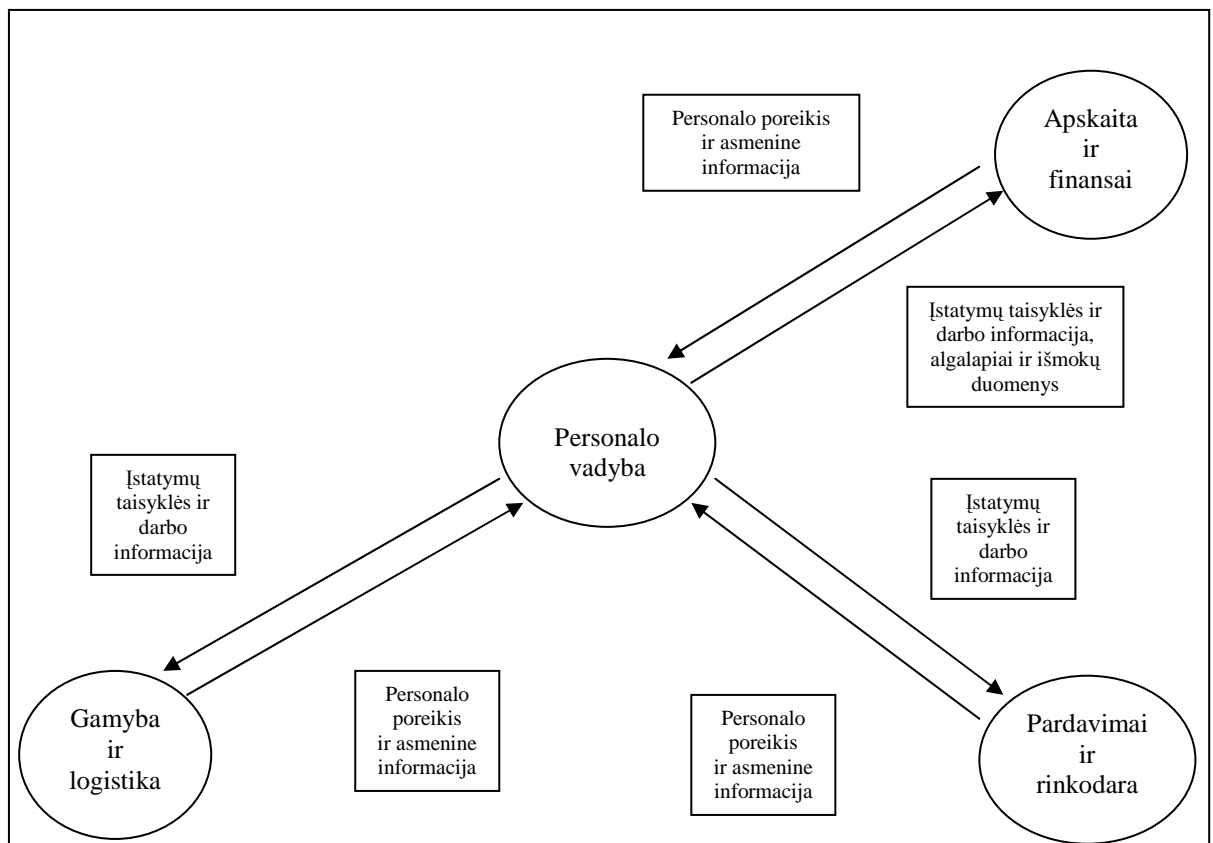 Personalo poreikis
ir asmenine
informacija
Apskaita
ir
finansai
Įstatymų taisyklės ir
darbo informacija,
algalapiai ir išmokų
duomenys
Personalo
vadyba
Įstatymų
taisyklės ir
darbo
informacija
Įstatymų
taisyklės ir
darbo
informacija
Gamyba
ir
logistika
Personalo
poreikis
ir asmenine
informacija
Personalo
poreikis
ir asmenine
informacija
Pardavimai
ir
rinkodara